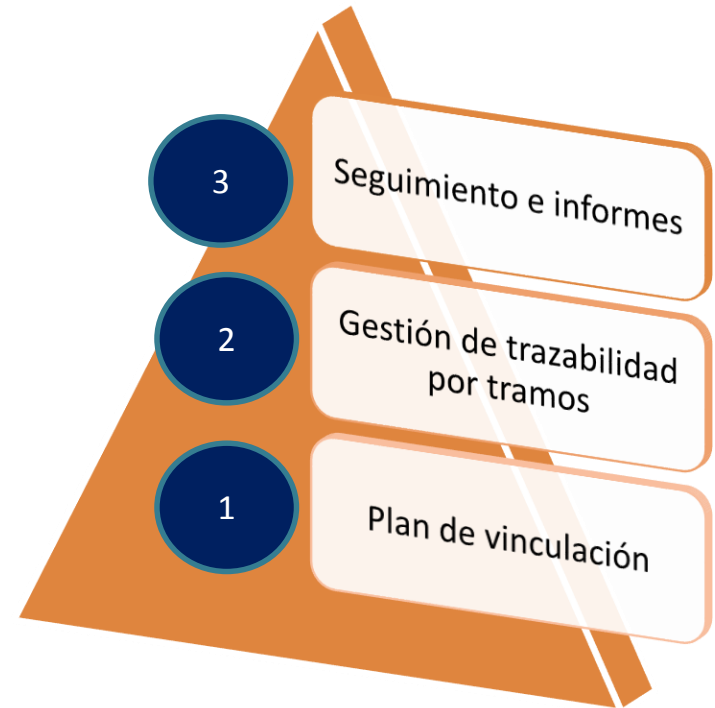 3
Seguimiento e informes
2
Gestión de trazabilidad
por tramos
1
Plan de vinculación